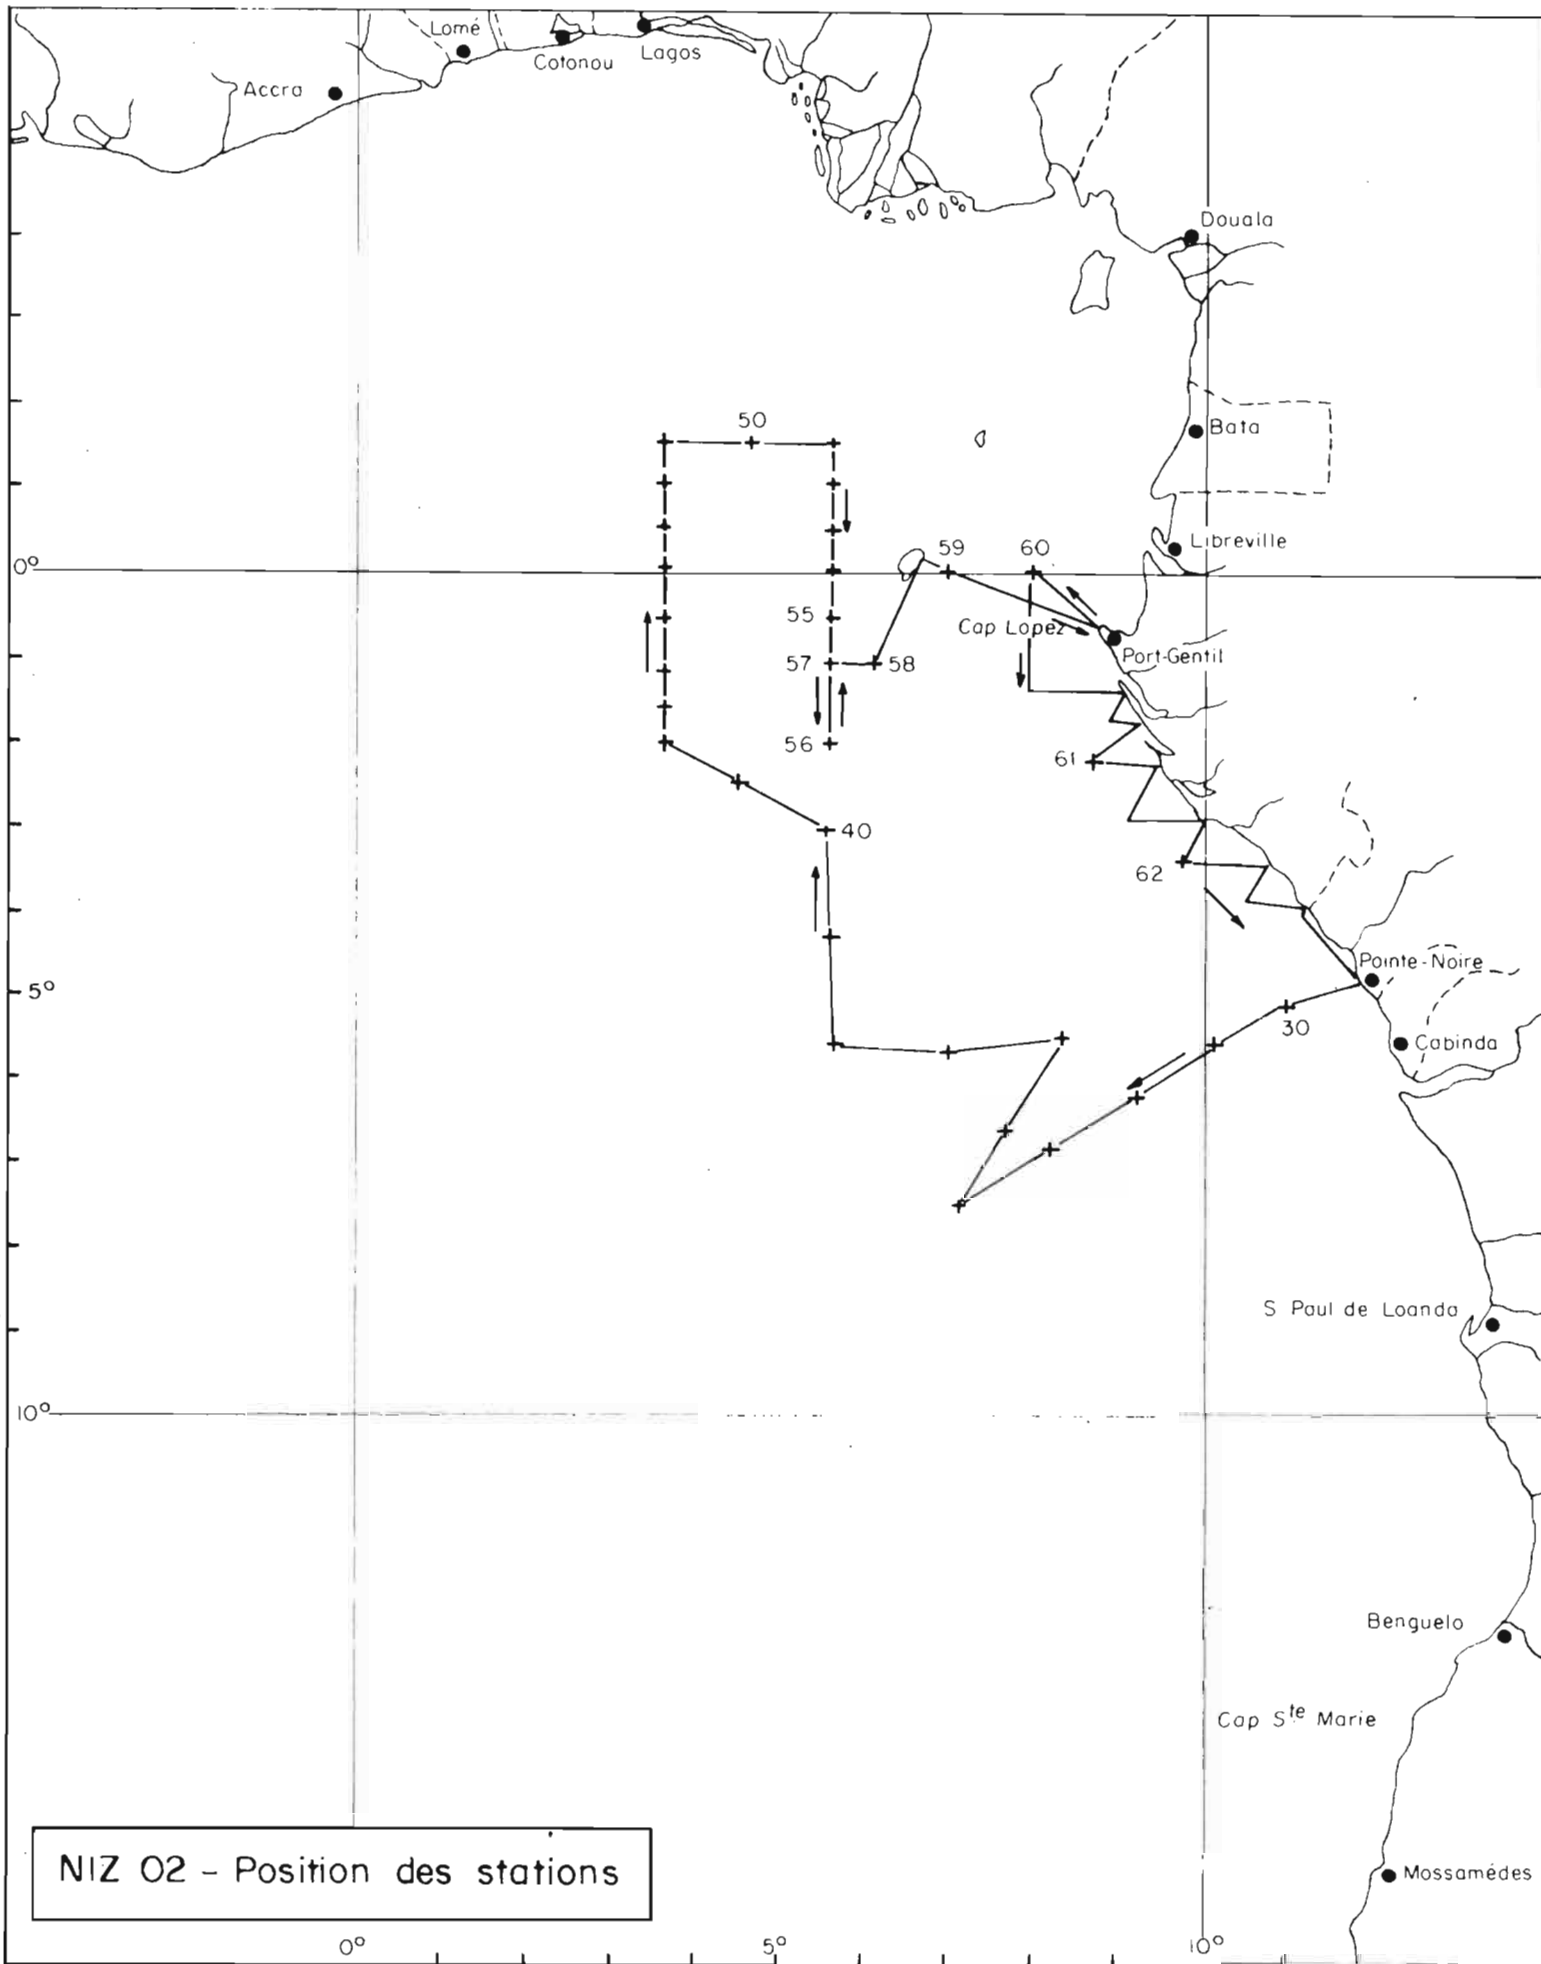 Lomé
Cotonou
Lagos
Accra
Douala
50
Bata
Libreville
59
60
0°
55
Cap Lopez
Port-Gentil
57
58
56
61
40
62
Pointe-Noire
5°
30
Cabinda
S Paul de Loanda
10°
Benguelo
Cap Ste Marie
NIZ 02 - Position des stations
Mossamédes
0°
5°
10°